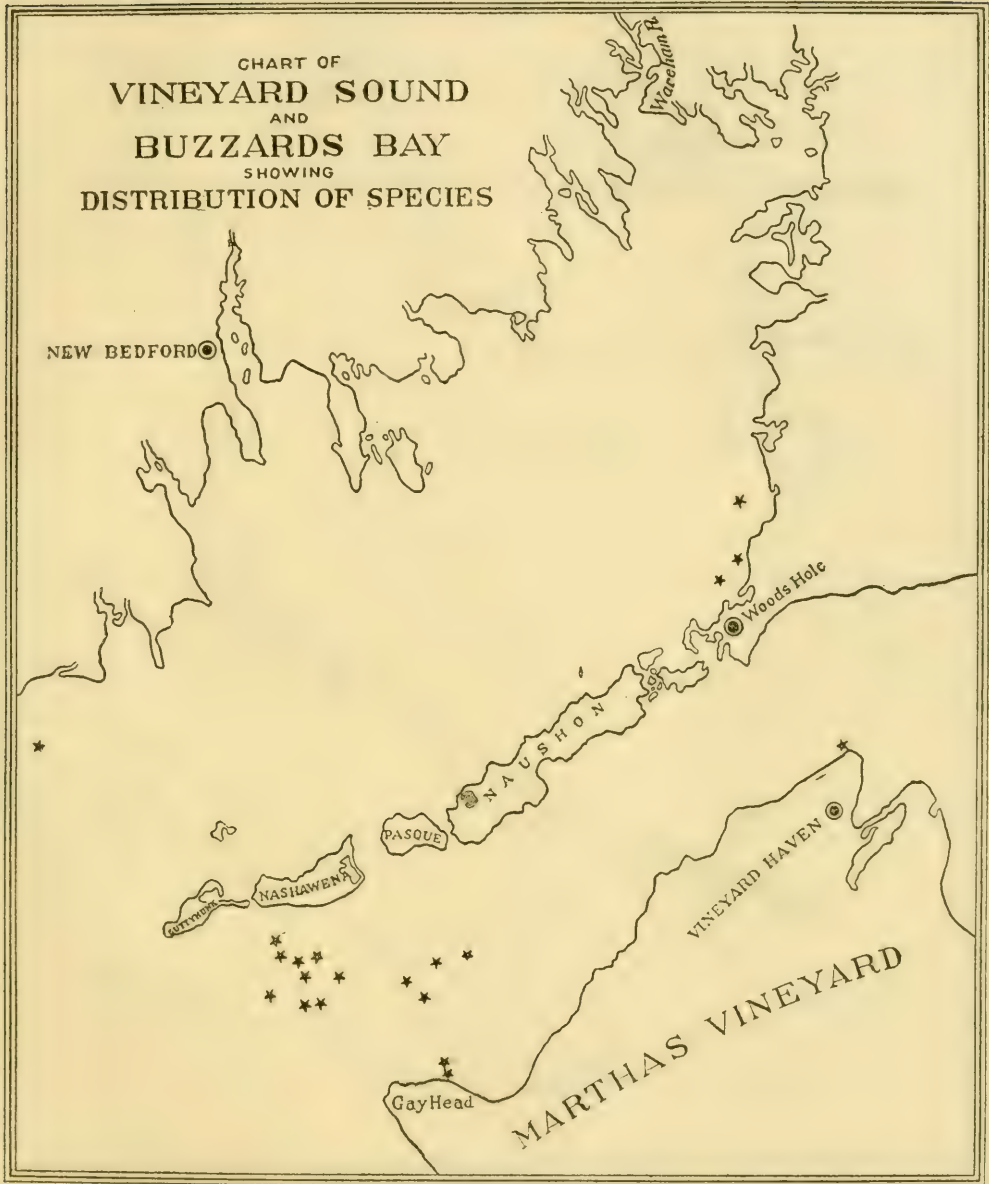 CHART OF
VINEYARD SOUND
AND
BUZZARDS BAY
SHOWING
DISTRIBUTION OF SPECIES
Wareham R.
NEW BEDFORD
Woods Hole
NAUSHON
PASQUE
NASHAWENA
CUTTYHUNK
VINEYARD HAVEN
MARTHAS VINEYARD
Gay Head